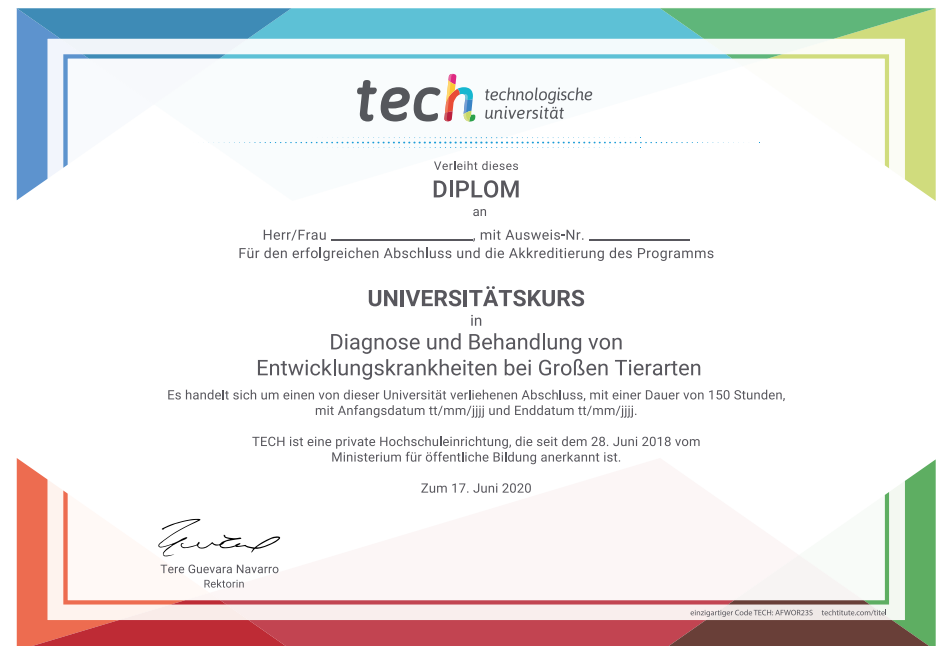 tech technologische
universität
Verleiht dieses
DIPLOM
an
Herr/Frau ________________, mit Ausweis-Nr. ____________
Für den erfolgreichen Abschluss und die Akkreditierung des Programms
UNIVERSITÄTSKURS
in
Diagnose und Behandlung von
Entwicklungskrankheiten bei Großen Tierarten
Es handelt sich um einen von dieser Universität verliehenen Abschluss, mit einer Dauer von 150 Stunden,
mit Anfangsdatum tt/mm/jjjj und Enddatum tt/mm/jjjj.
TECH ist eine private Hochschuleinrichtung, die seit dem 28. Juni 2018 vom
Ministerium für öffentliche Bildung anerkannt ist.
Zum 17. Juni 2020
Tere Guevara Navarro
Rektorin
einzigartiger Code TECH: AFWOR23S techtitute.com/titel